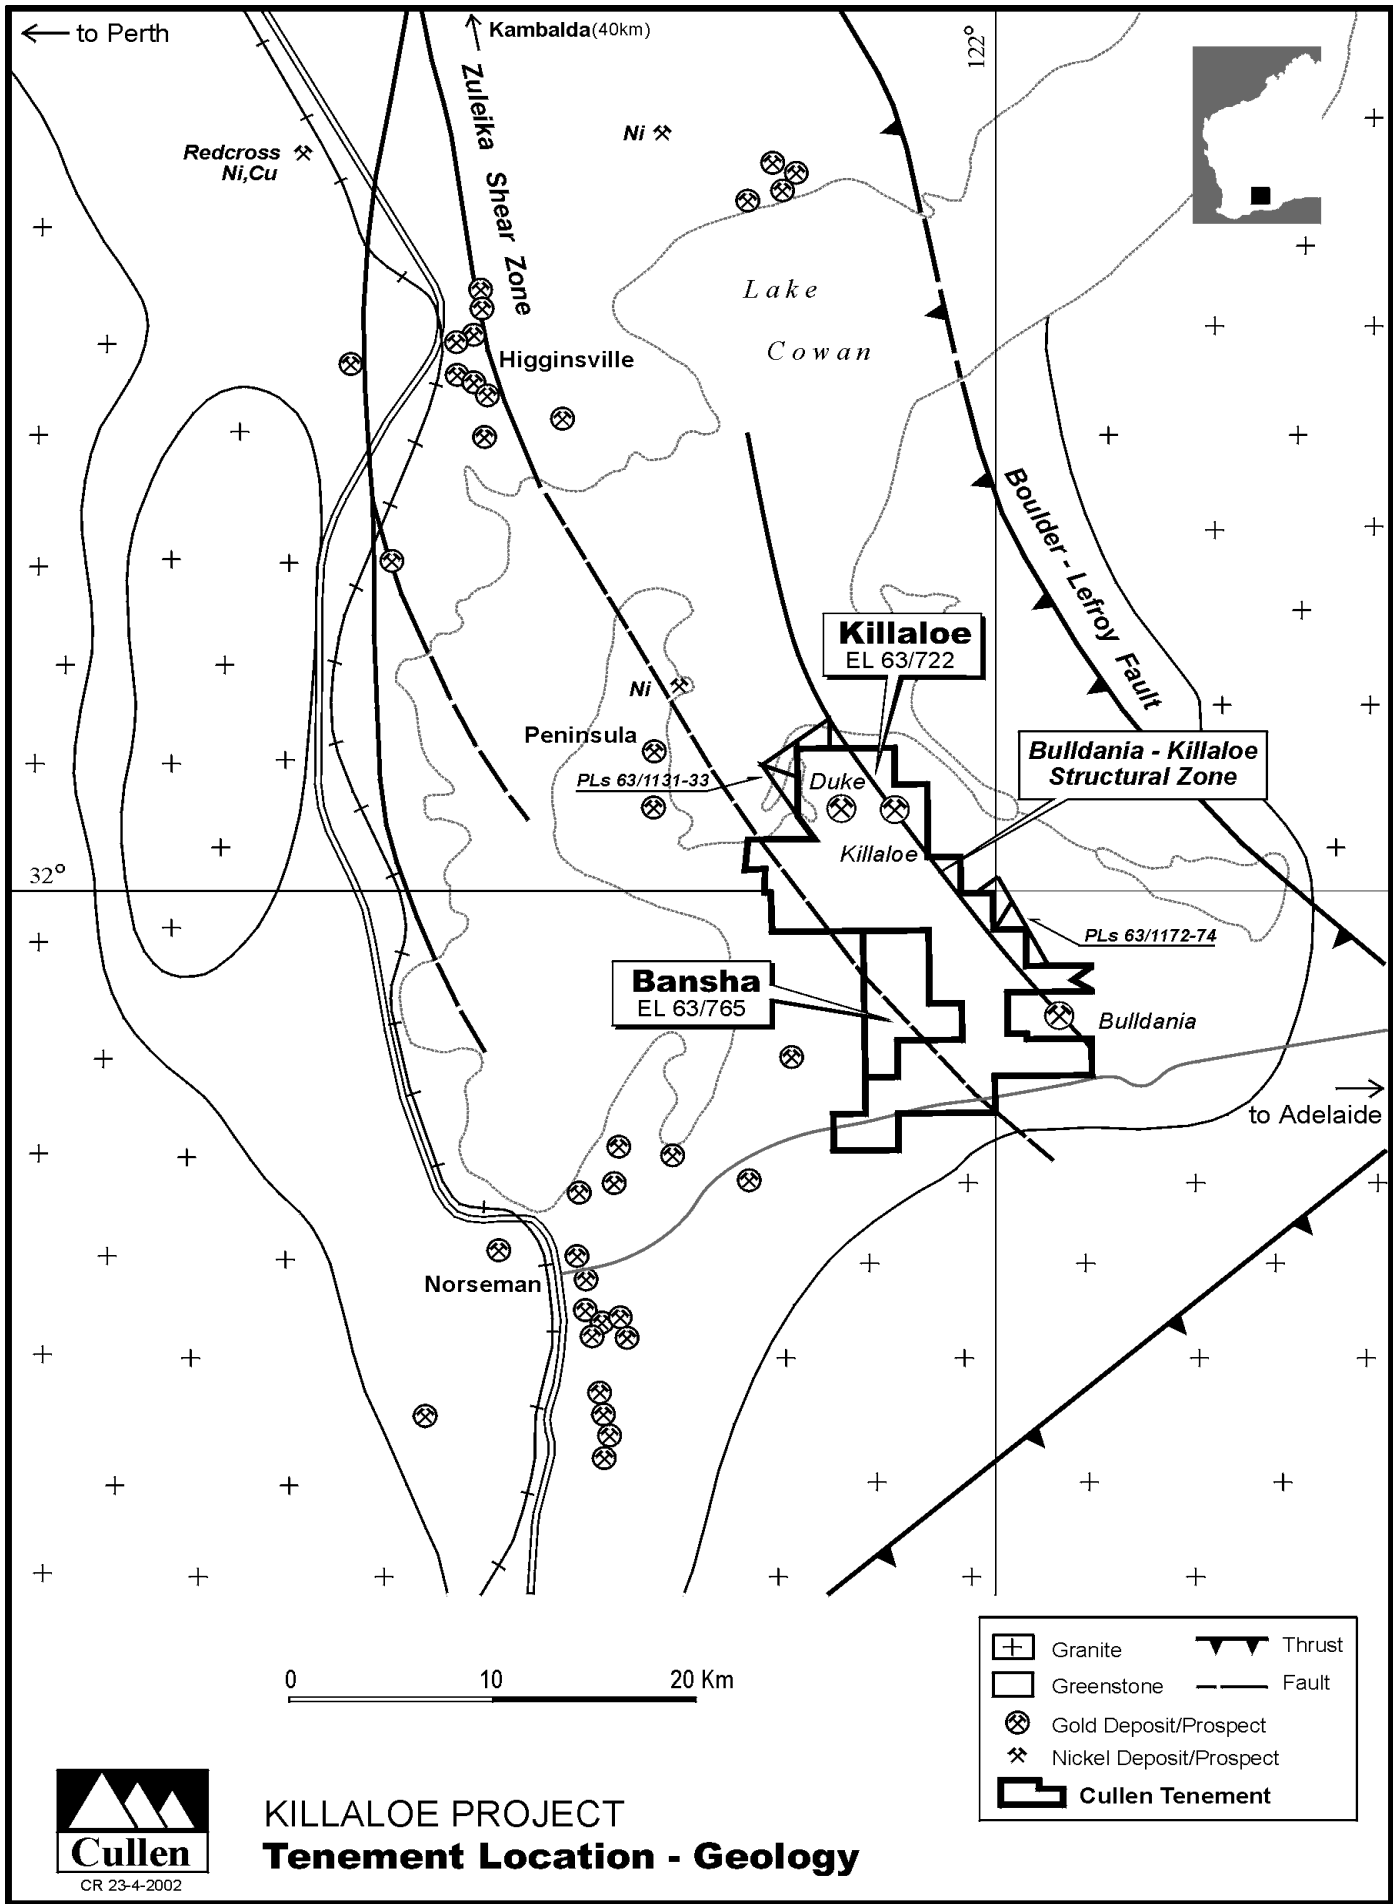 to Perth
Kambalda(40km)
122°
Zuleika Shear Zone
Ni
Redcross
Ni,Cu
Lake
Cowan
Higginsville
Boulder - Lefroy Fault
Killaloe
EL 63/722
Ni
Peninsula
PLs 63/1131-33
Duke
Bulldania - Killaloe
Structural Zone
Killaloe
32°
PLs 63/1172-74
Bansha
EL 63/765
Bulldania
to Adelaide
Norseman
Granite
Thrust
Greenstone
Fault
Gold Deposit/Prospect
Nickel Deposit/Prospect
Cullen Tenement
0 10 20 Km
Cullen
CR 23-4-2002
KILLALOE PROJECT
Tenement Location - Geology